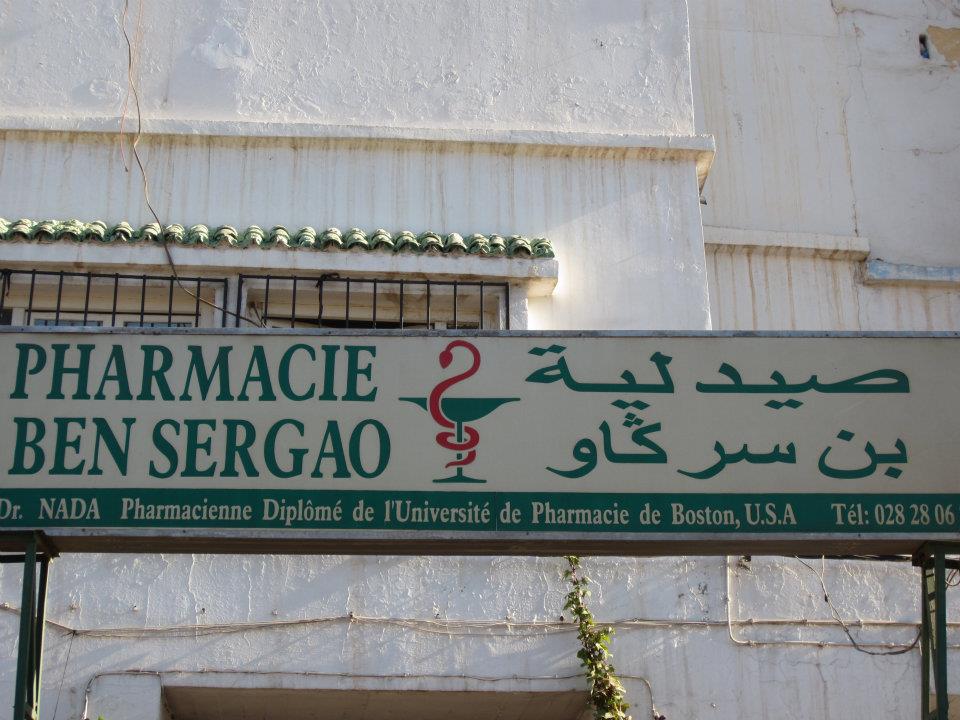 PHARMACIE
BEN SERGAO
صيدلية
بن سرڭاو
Dr. NADA Pharmacienne Diplômé de l'Université de Pharmacie de Boston, U.S.A Tél: 028 28 06